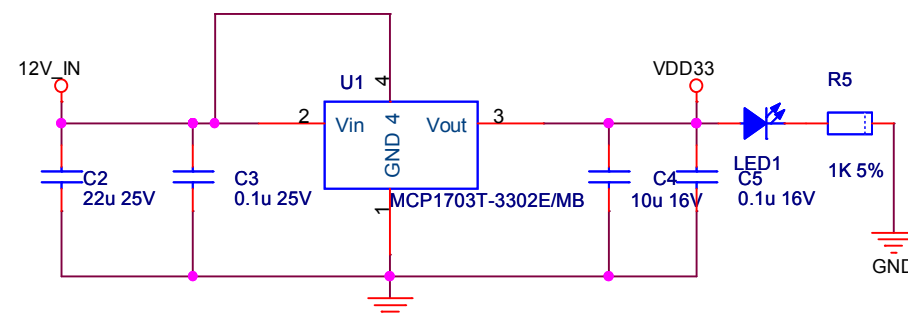 12V_IN
U1
4
VDD33
R5
2
Vin
GND 4
Vout
3
C2
22u 25V
C3
0.1u 25V
1
MCP1703T-3302E/MB
C4
10u 16V
LED1
C5
0.1u 16V
1K 5%
GND